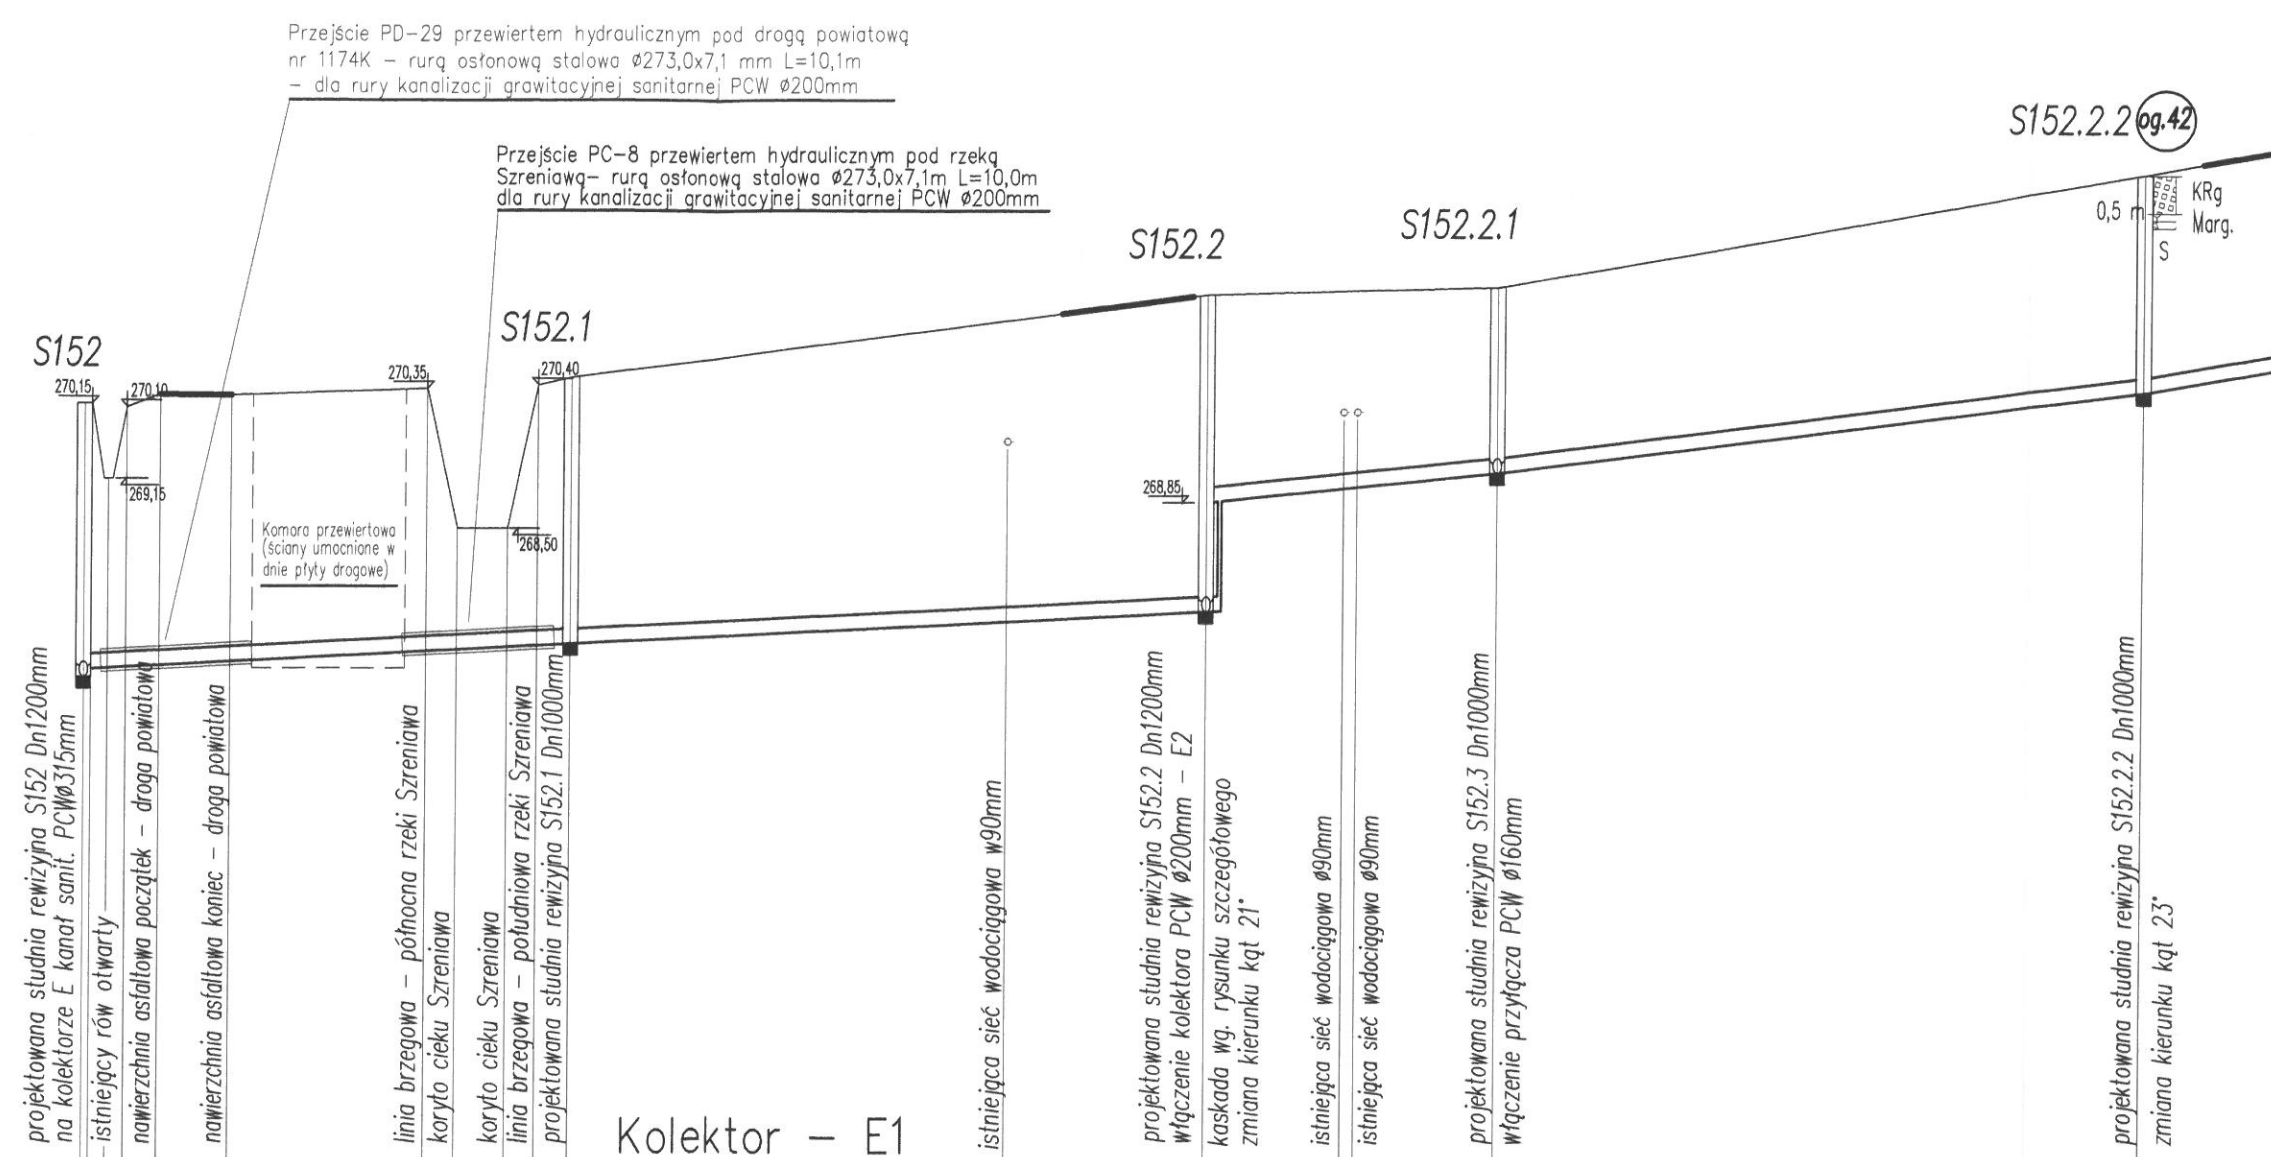 Przejście PD-29 przewiertem hydraulicznym pod drogą powiatową
nr 1174K - rurą osłonową stalowa ø273,0x7,1 mm L=10,1m
- dla rury kanalizacji grawitacyjnej sanitarnej PCW ø200mm
Przejście PC-8 przewiertem hydraulicznym pod rzeką
Szreniawą- rurą osłonową stalowa ø273,0x7,1m L=10,0m
dla rury kanalizacji grawitacyjnej sanitarnej PCW ø200mm
S152.2.2 og.42
KRg
0,5 m
Marg.
S
S152.2
S152.2.1
S152
S152.1
270,15
270,10
270,35
270,40
269,15
268,50
268,85
Komora przewiertowa
(ściany umocnione w
dnie płyty drogowe)
projektowana studnia rewizyjna S152 Dn1200mm
na kolektorze E kanał sanit. PCWø315mm
istniejący rów otwarty
nawierzchnia asfaltowa początek - droga powiatowa
nawierzchnia asfaltowa koniec - droga powiatowa
linia brzegowa - północna rzeki Szreniawa
koryto cieku Szreniawa
koryto cieku Szreniawa
linia brzegowa - południowa rzeki Szreniawa
projektowana studnia rewizyjna S152.1 Dn1000mm
istniejąca sieć wodociągowa w90mm
projektowana studnia rewizyjna S152.2 Dn1200mm
włączenie kolektora PCW ø200mm - E2
kaskada wg. rysunku szczegółowego
zmiana kierunku kąt 21°
istniejąca sieć wodociągowa ø90mm
istniejąca sieć wodociągowa ø90mm
projektowana studnia rewizyjna S152.3 Dn1000mm
włączenie przyłącza PCW ø160mm
projektowana studnia rewizyjna S152.2.2 Dn1000mm
zmiana kierunku kąt 23°
Kolektor - E1